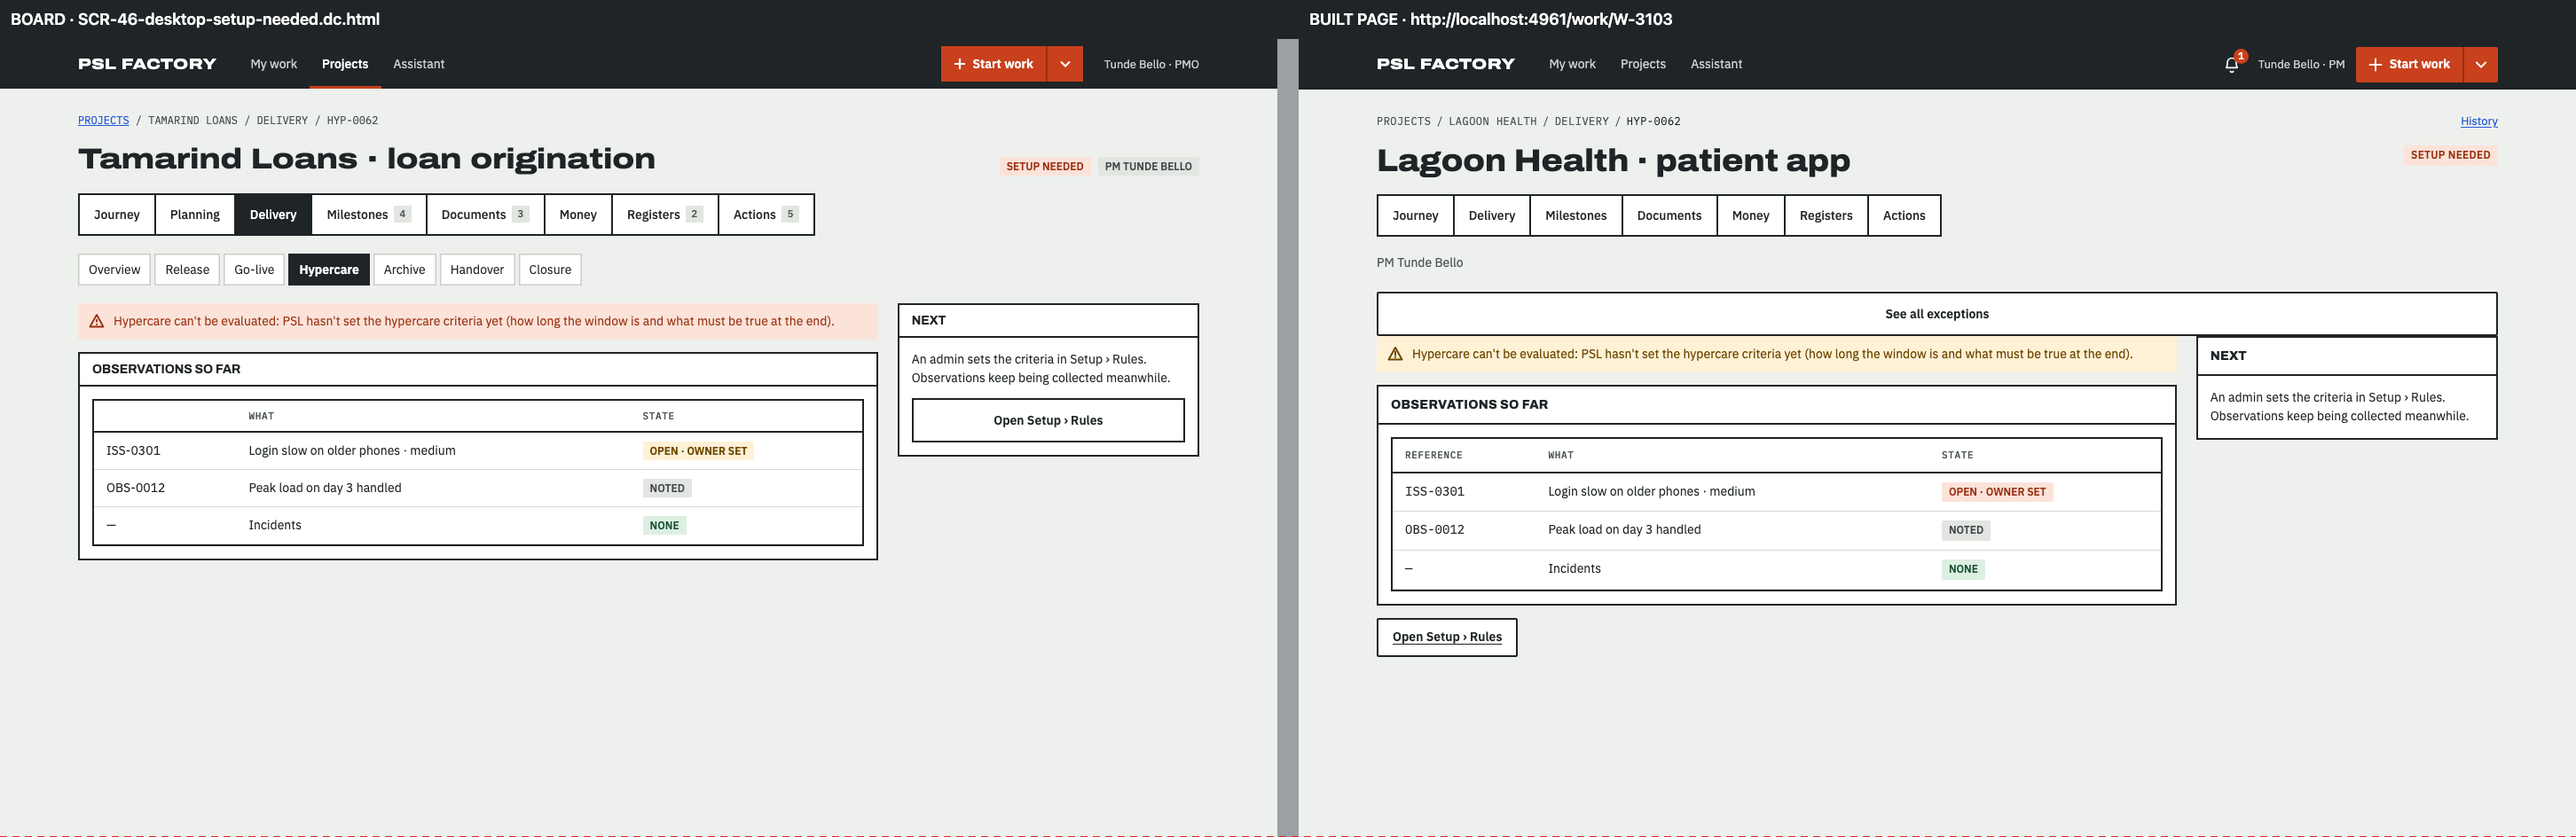 BOARD · SCR-46-desktop-setup-needed.dc.html
PSL FACTORY My work Projects Assistant + Start work Tunde Bello · PMO
PROJECTS / TAMARIND LOANS / DELIVERY / HYP-0062
Tamarind Loans · loan origination
SETUP NEEDED PM TUNDE BELLO
Journey Planning Delivery Milestones 4 Documents 3 Money Registers 2 Actions 5
Overview Release Go-live Hypercare Archive Handover Closure
Hypercare can't be evaluated: PSL hasn't set the hypercare criteria yet (how long the window is and what must be true at the end).
OBSERVATIONS SO FAR
WHAT STATE
ISS-0301 Login slow on older phones · medium OPEN · OWNER SET
OBS-0012 Peak load on day 3 handled NOTED
— Incidents NONE
NEXT
An admin sets the criteria in Setup › Rules.
Observations keep being collected meanwhile.
Open Setup › Rules
BUILT PAGE · http://localhost:4961/work/W-3103
PSL FACTORY My work Projects Assistant 1 Tunde Bello · PM + Start work
PROJECTS / LAGOON HEALTH / DELIVERY / HYP-0062 History
Lagoon Health · patient app
SETUP NEEDED
Journey Delivery Milestones Documents Money Registers Actions
PM Tunde Bello
See all exceptions
Hypercare can't be evaluated: PSL hasn't set the hypercare criteria yet (how long the window is and what must be true at the end).
OBSERVATIONS SO FAR
REFERENCE WHAT STATE
ISS-0301 Login slow on older phones · medium OPEN · OWNER SET
OBS-0012 Peak load on day 3 handled NOTED
— Incidents NONE
Open Setup › Rules
NEXT
An admin sets the criteria in Setup › Rules.
Observations keep being collected meanwhile.